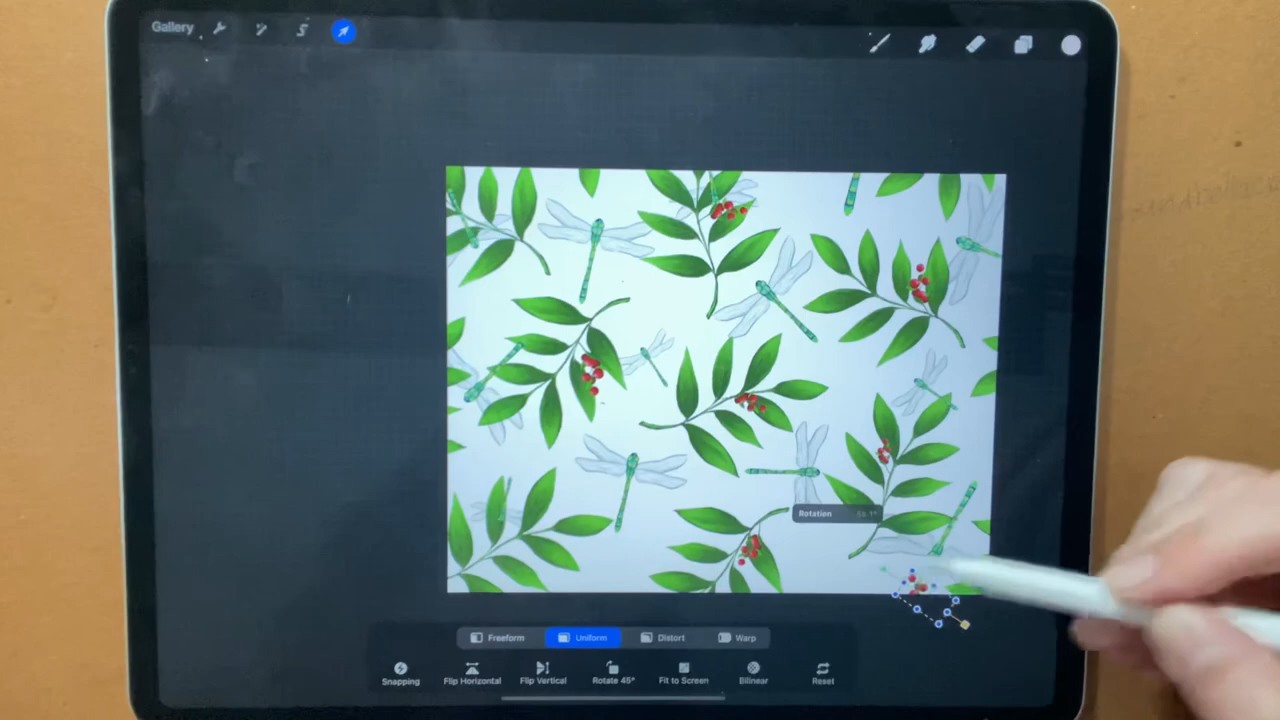 Gallery
Rotation
Freeform Uniform Distort Warp
Snapping Flip Horizontal Flip Vertical Rotate 45° Fit to Screen Bilinear Reset